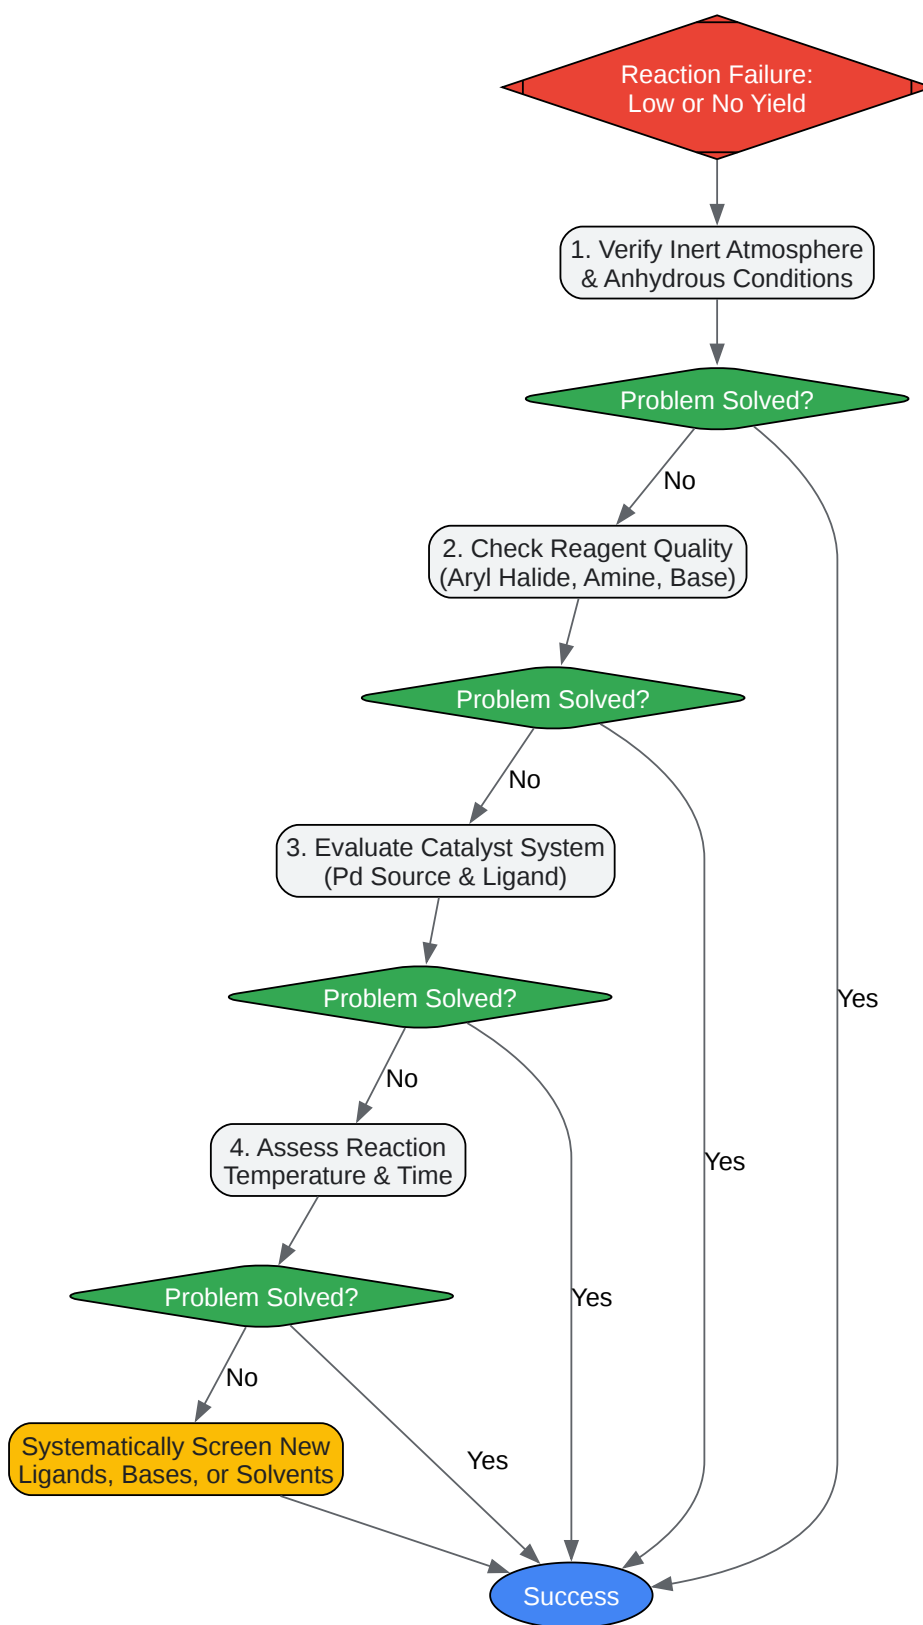 Reaction Failure:
Low or No Yield
1. Verify Inert Atmosphere
& Anhydrous Conditions
Problem Solved?
No
2. Check Reagent Quality
(Aryl Halide, Amine, Base)
Problem Solved?
No
3. Evaluate Catalyst System
(Pd Source & Ligand)
Problem Solved?
Yes
No
4. Assess Reaction
Temperature & Time
Yes
Problem Solved?
Yes
No
Systematically Screen New
Ligands, Bases, or Solvents
Yes
Success